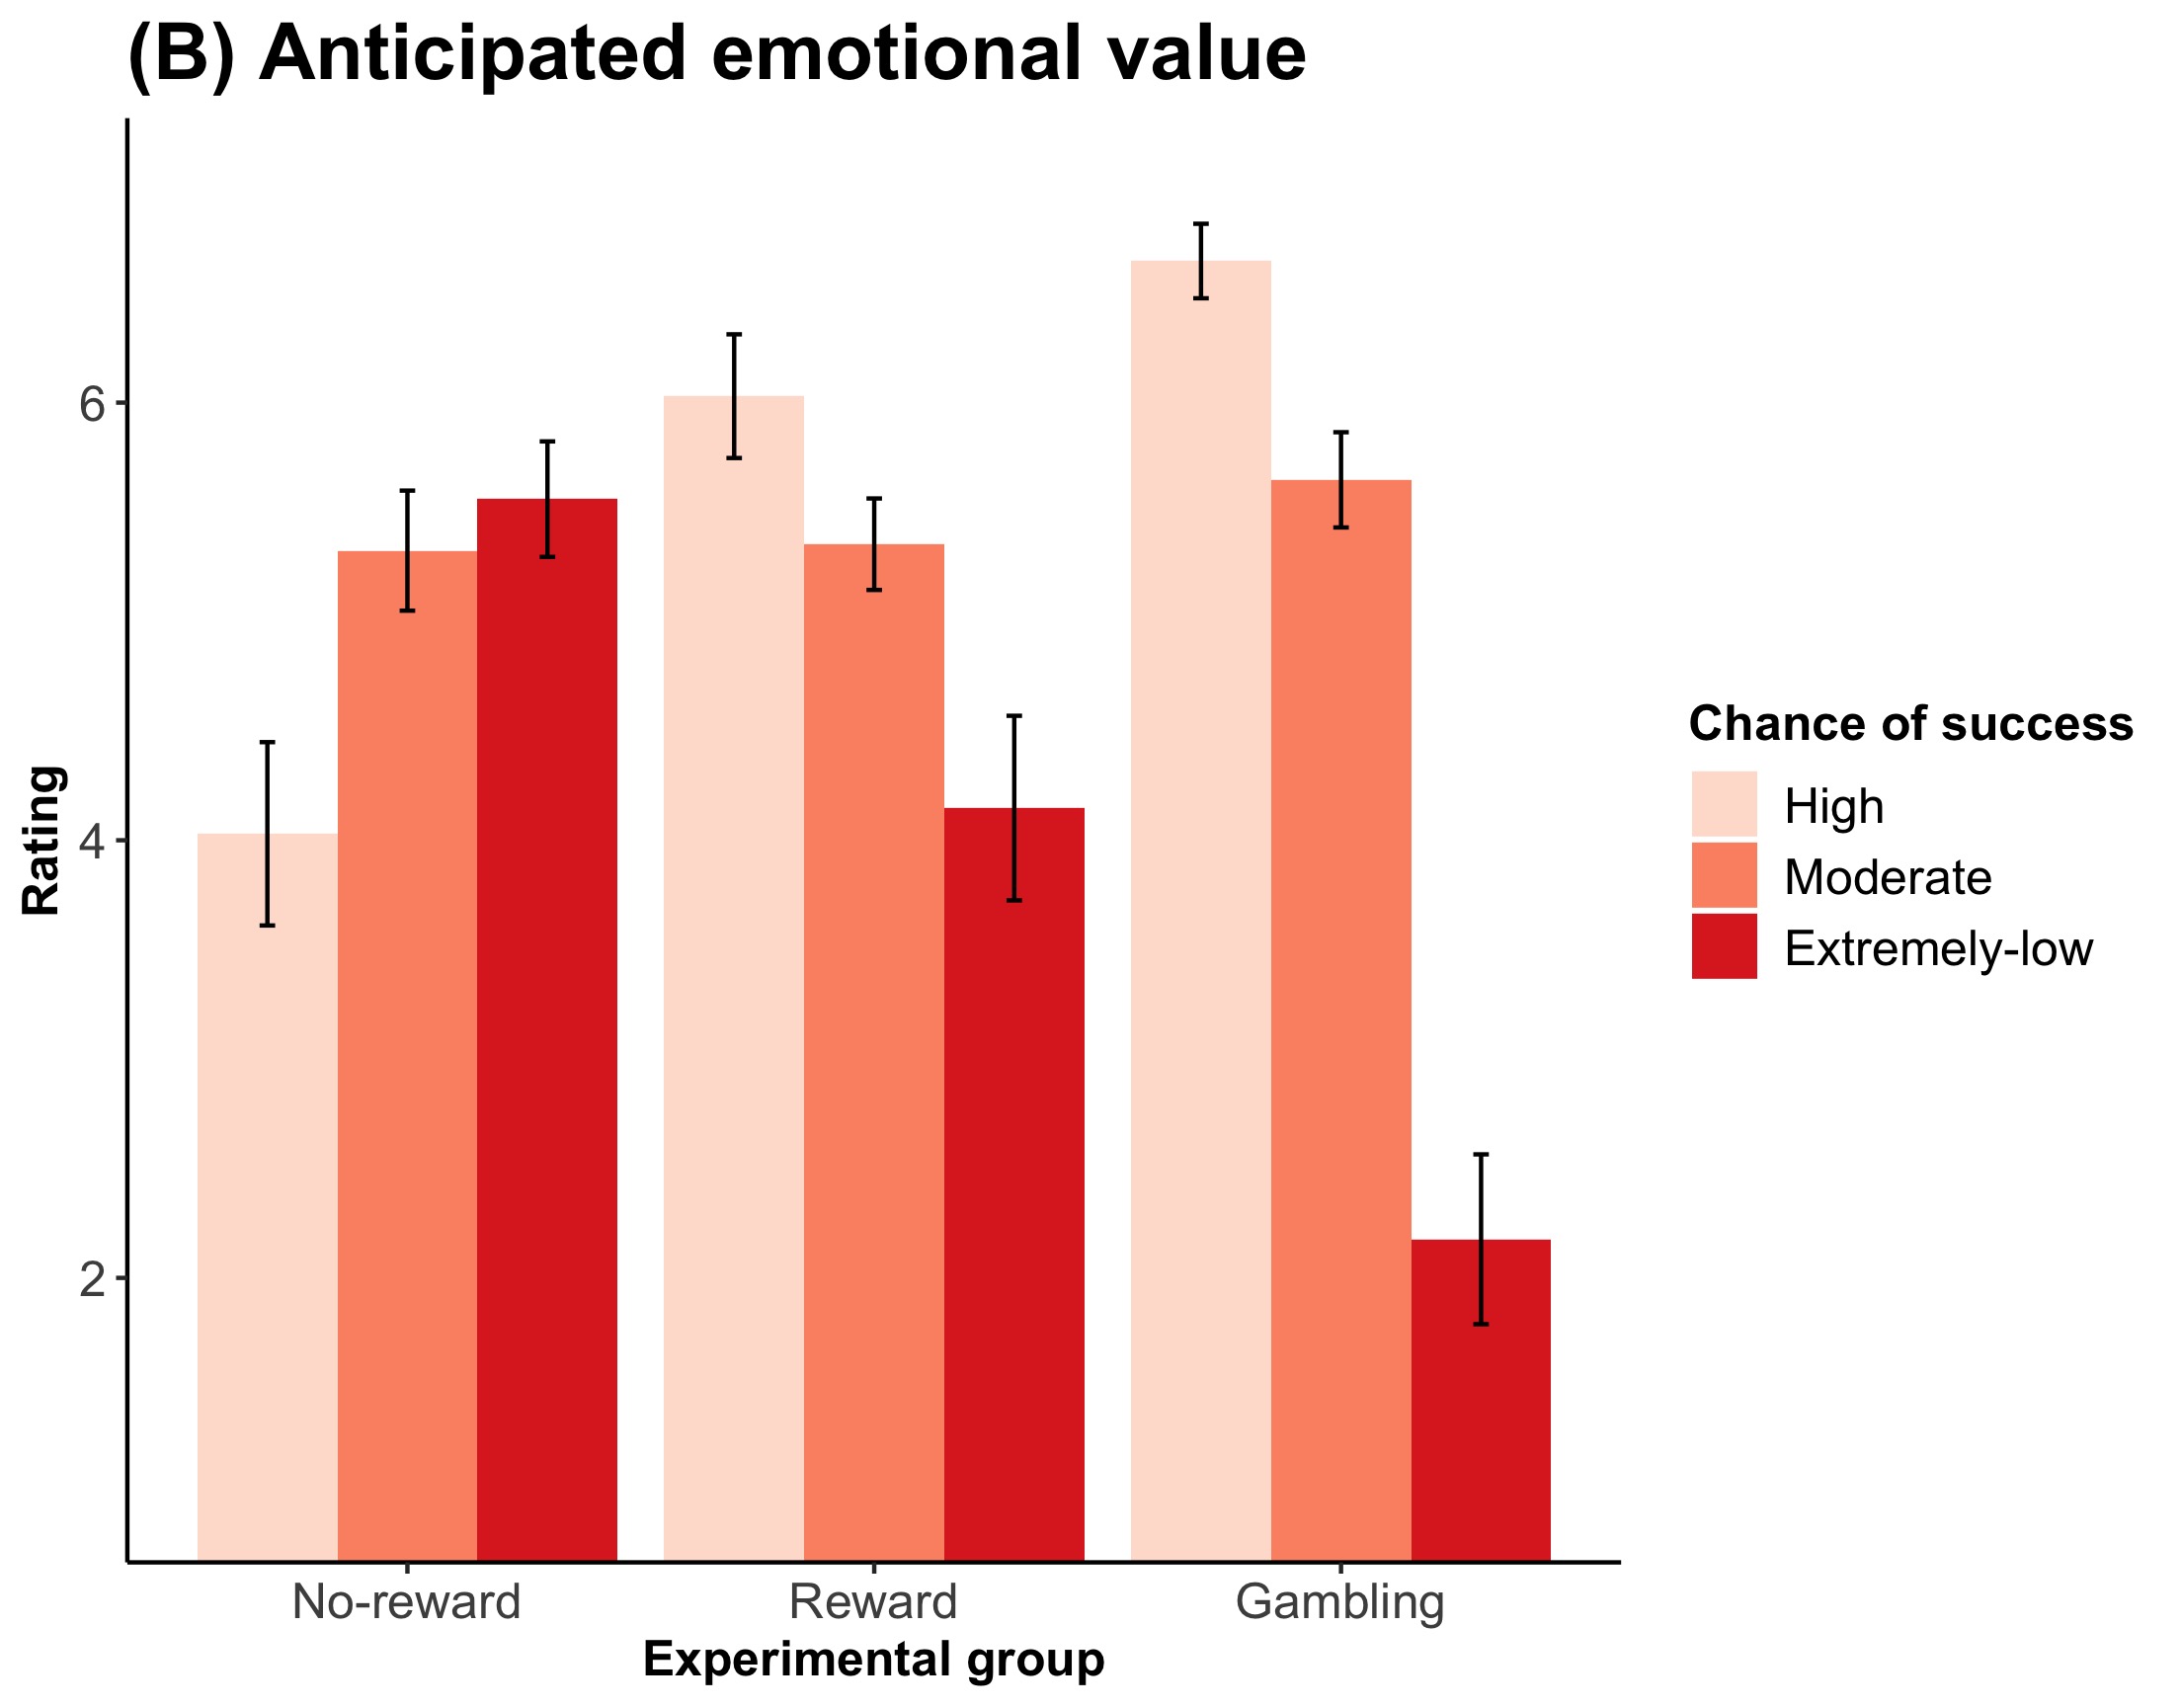 (B) Anticipated emotional value
Rating
6
4
2
No-reward
Reward
Gambling
Experimental group
Chance of success
High
Moderate
Extremely-low